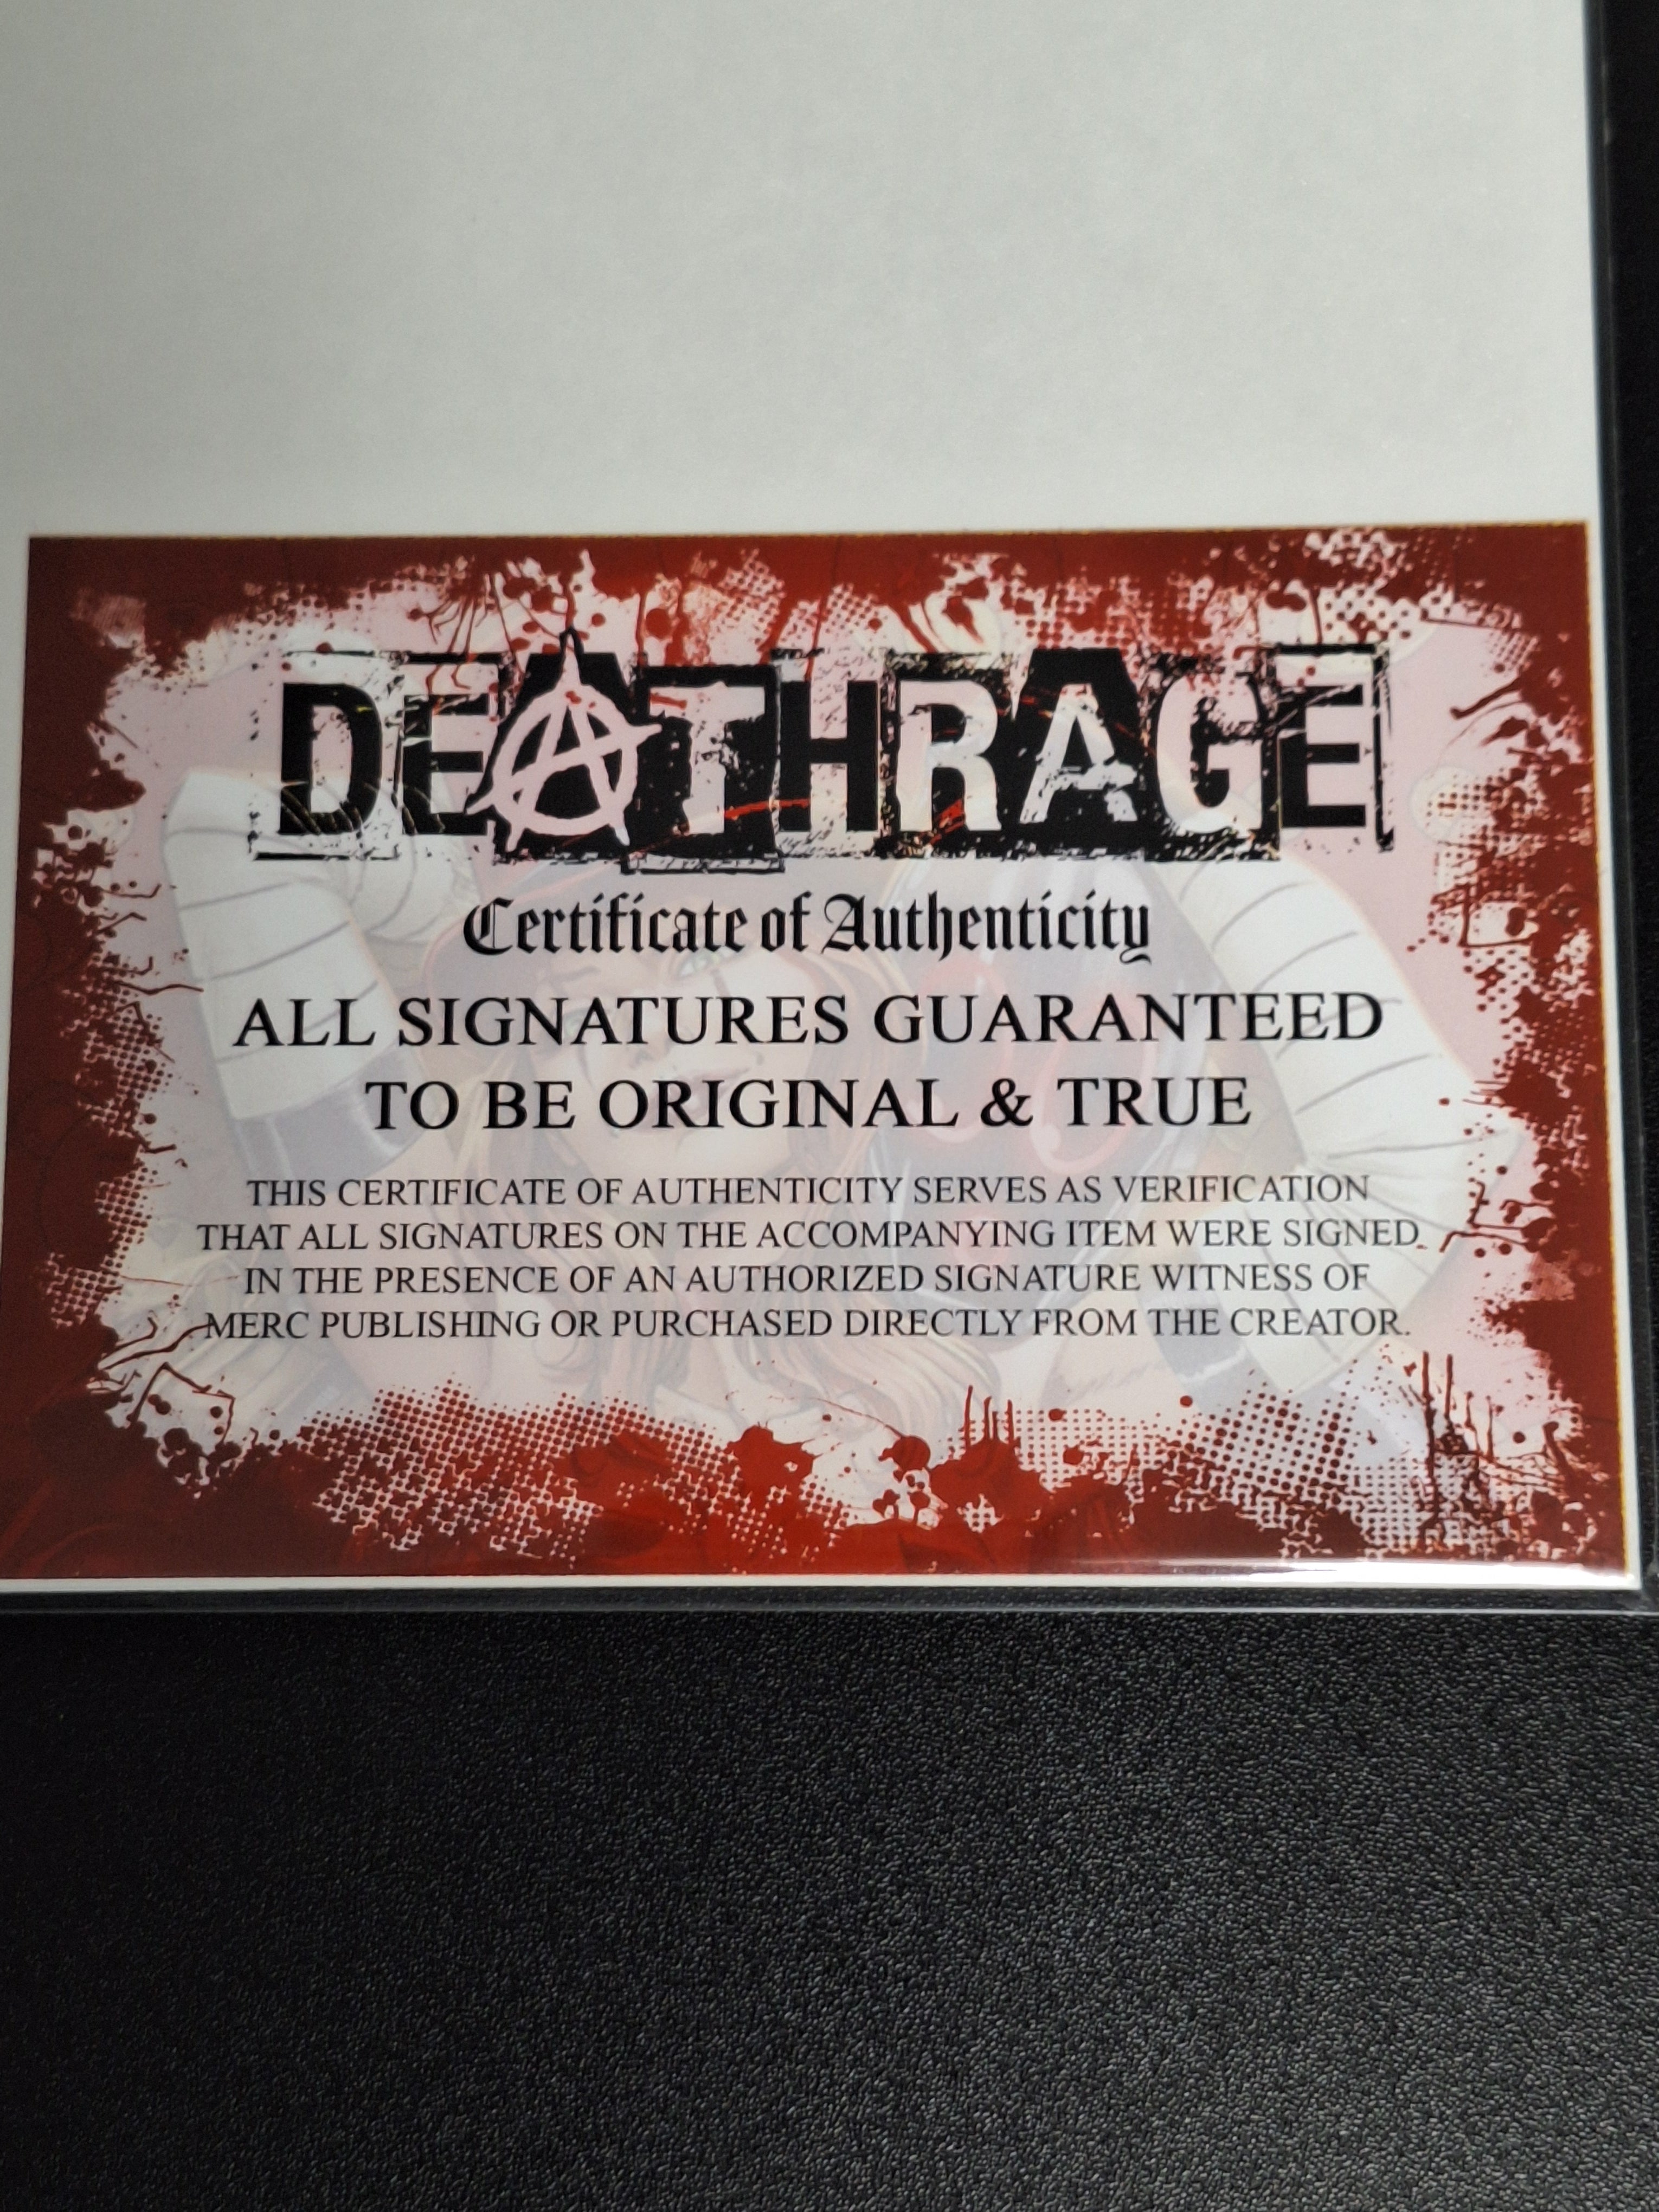 DEATHRAGE
Certificate of Authenticity
ALL SIGNATURES GUARANTEED
TO BE ORIGINAL & TRUE
THIS CERTIFICATE OF AUTHENTICITY SERVES AS VERIFICATION
THAT ALL SIGNATURES ON THE ACCOMPANYING ITEM WERE SIGNED
IN THE PRESENCE OF AN AUTHORIZED SIGNATURE WITNESS OF
MERC PUBLISHING OR PURCHASED DIRECTLY FROM THE CREATOR.